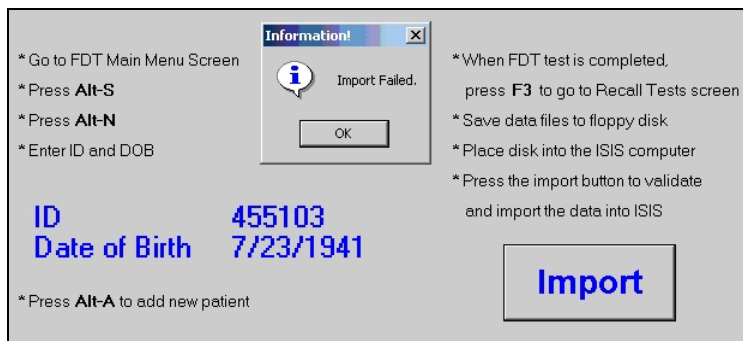 * Go to FDT Main Menu Screen
* Press Alt-S
* Press Alt-N
* Enter ID and DOB
ID 455103
Date of Birth 7/23/1941
* Press Alt-A to add new patient
Information!
Import Failed.
OK
* When FDT test is completed,
press F3 to go to Recall Tests screen
* Save data files to floppy disk
* Place disk into the ISIS computer
* Press the import button to validate
and import the data into ISIS
Import